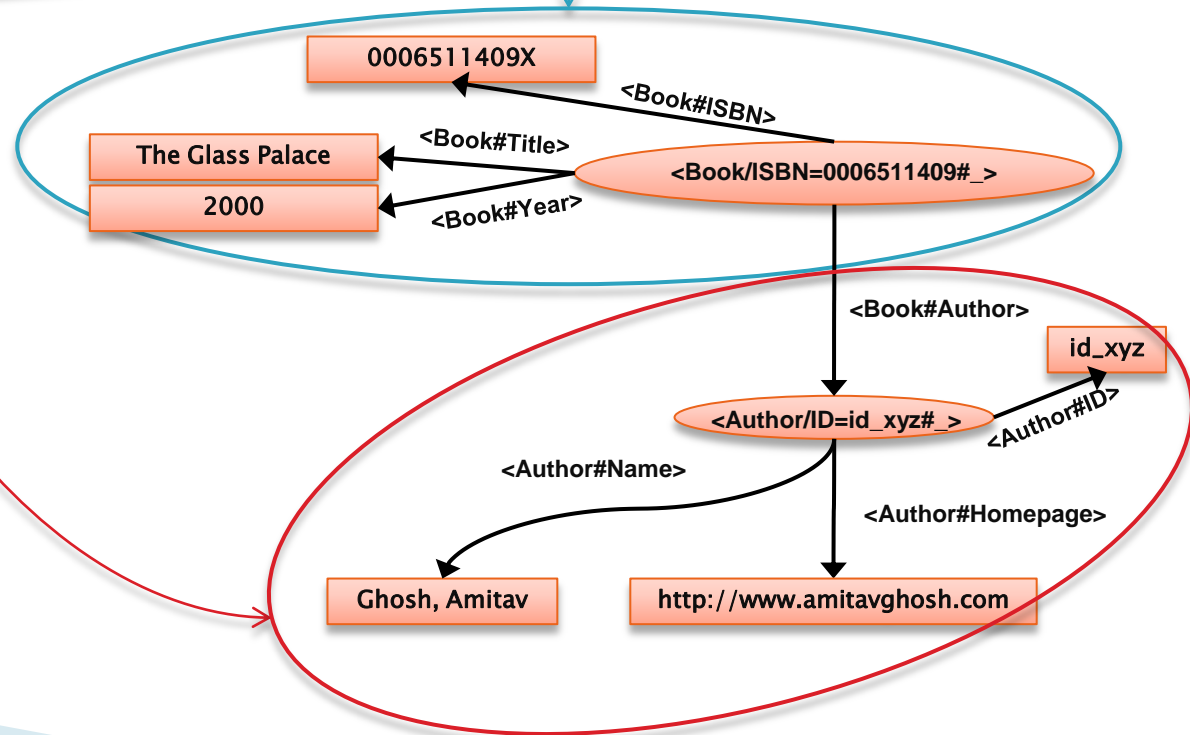 0006511409X
<Book#ISBN>
<Book#Title>
The Glass Palace
<Book/ISBN=0006511409#_>
2000
<Book#Year>
<Book#Author>
id_xyz
<Author/ID=id_xyz#_>
<Author#ID>
<Author#Name>
<Author#Homepage>
Ghosh, Amitav
http://www.amitavghosh.com